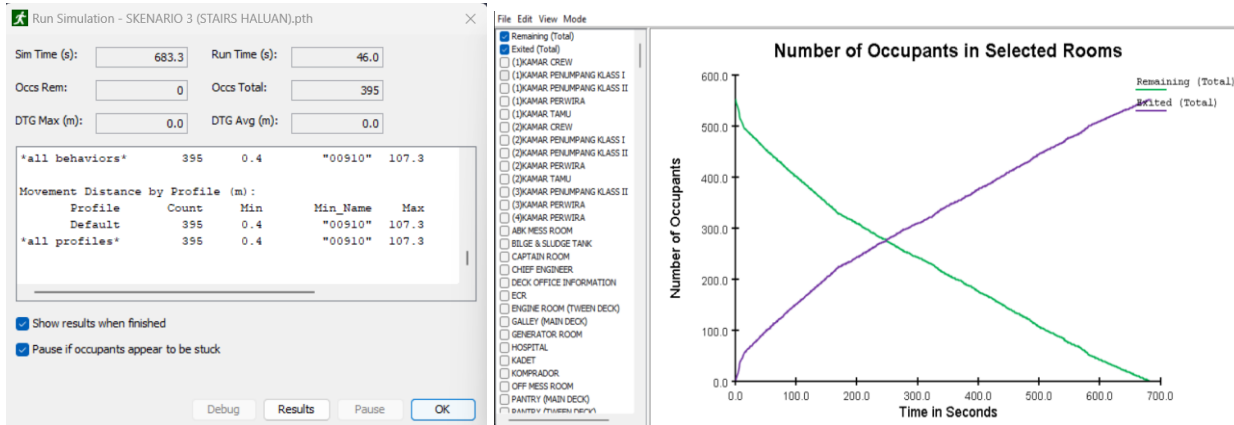 Run Simulation - SKENARIO 3 (STAIRS HALUAN).pth
Sim Time (s): 683.3 Run Time (s): 46.0
Occs Rem: 0 Occs Total: 395
DTG Max (m): 0.0 DTG Avg (m): 0.0
*all behaviors* 395 0.4 "00910" 107.3
Movement Distance by Profile (m):
Profile Count Min Min_Name Max
Default 395 0.4 "00910" 107.3
*all profiles* 395 0.4 "00910" 107.3
Show results when finished
Pause if occupants appear to be stuck
Debug Results Pause OK
File Edit View Mode
Remaining (Total)
Exited (Total)
(1)KAMAR CREW
(1)KAMAR PENUMPANG KLASS I
(1)KAMAR PENUMPANG KLASS II
(1)KAMAR PERWIRA
(1)KAMAR TAMU
(2)KAMAR CREW
(2)KAMAR PENUMPANG KLASS I
(2)KAMAR PENUMPANG KLASS II
(2)KAMAR PERWIRA
(2)KAMAR TAMU
(3)KAMAR PENUMPANG KLASS II
(3)KAMAR PERWIRA
(4)KAMAR PERWIRA
ABK MESS ROOM
BILGE & SLUDGE TANK
CAPTAIN ROOM
CHIEF ENGINEER
DECK OFFICE INFORMATION
ECR
ENGINE ROOM (TWEEN DECK)
GALLEY (MAIN DECK)
GENERATOR ROOM
HOSPITAL
KADET
KOMPRADOR
OFF MESS ROOM
PANTRY (MAIN DECK)
PANTRY (TWEEN DECK)
Number of Occupants in Selected Rooms
Remaining (Total)
Exited (Total)
Number of Occupants
600.0
500.0
400.0
300.0
200.0
100.0
0.0
0.0 100.0 200.0 300.0 400.0 500.0 600.0 700.0
Time in Seconds